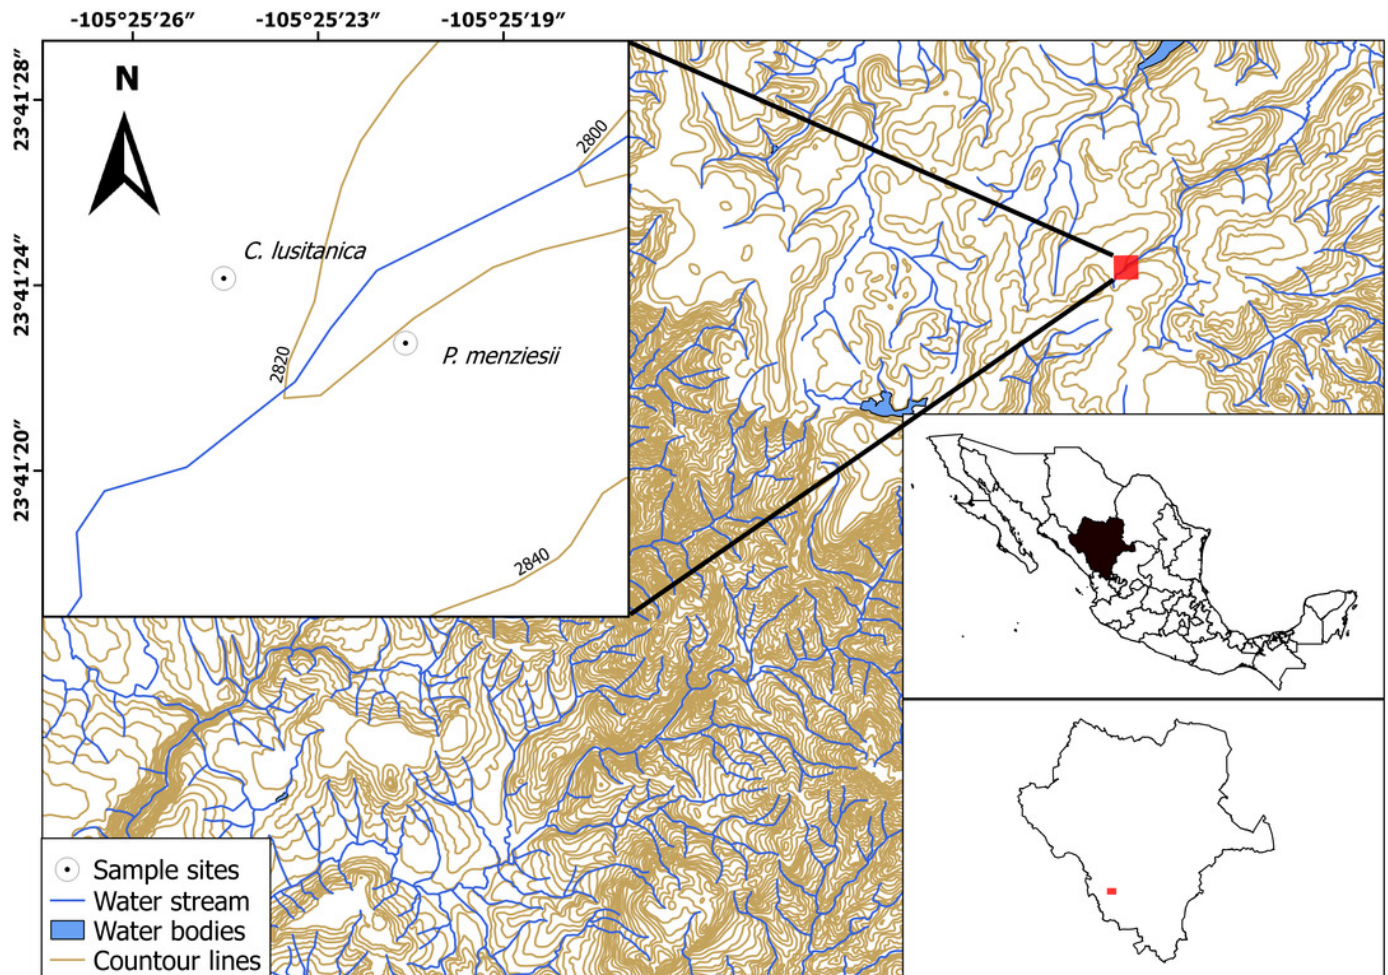 -105°25′26″ -105°25′23″ -105°25′19″
N
23°41′28″
2800
C. lusitanica
23°41′24″
P. menziesii
2820
23°41′20″
2840
Sample sites
Water stream
Water bodies
Countour lines